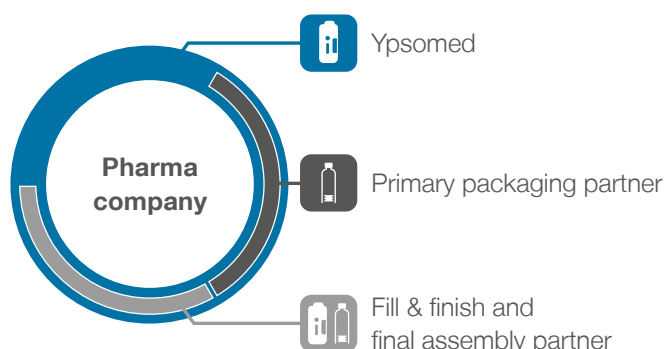 Ypsomed
Pharma
company
Primary packaging partner
Fill & finish and
final assembly partner